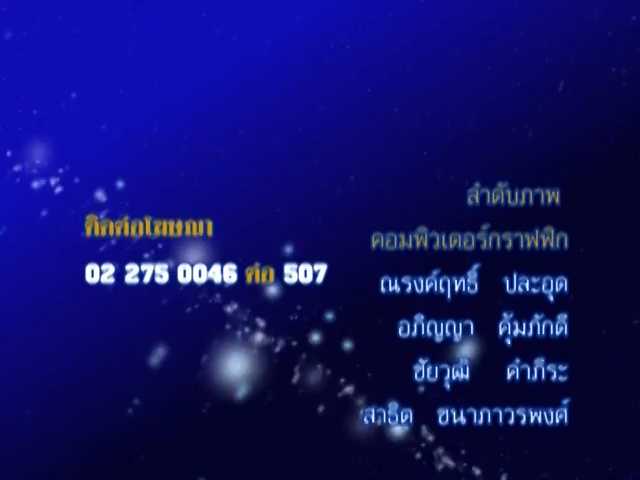 ติดต่อโฆษณา
02 275 0046 ต่อ 507
ลำดับภาพ
คอมพิวเตอร์กราฟฟิก
ณรงค์ฤทธิ์ ปละอุด
อภิญญา คุ้มภักดี
ชัยวุฒิ คำภีระ
สาธิต ชนาภาวรพงศ์